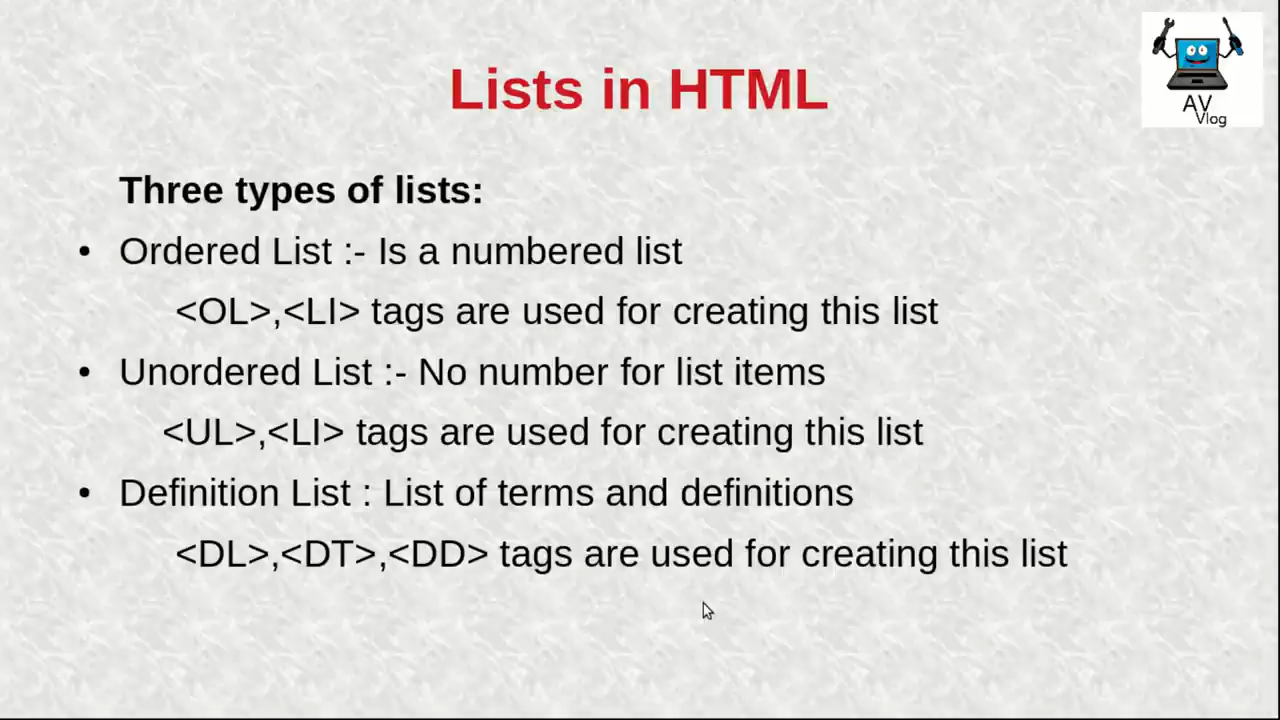 Lists in HTML
AV
Vlog
Three types of lists:
• Ordered List :- Is a numbered list
<OL>,<LI> tags are used for creating this list
• Unordered List :- No number for list items
<UL>,<LI> tags are used for creating this list
• Definition List : List of terms and definitions
<DL>,<DT>,<DD> tags are used for creating this list